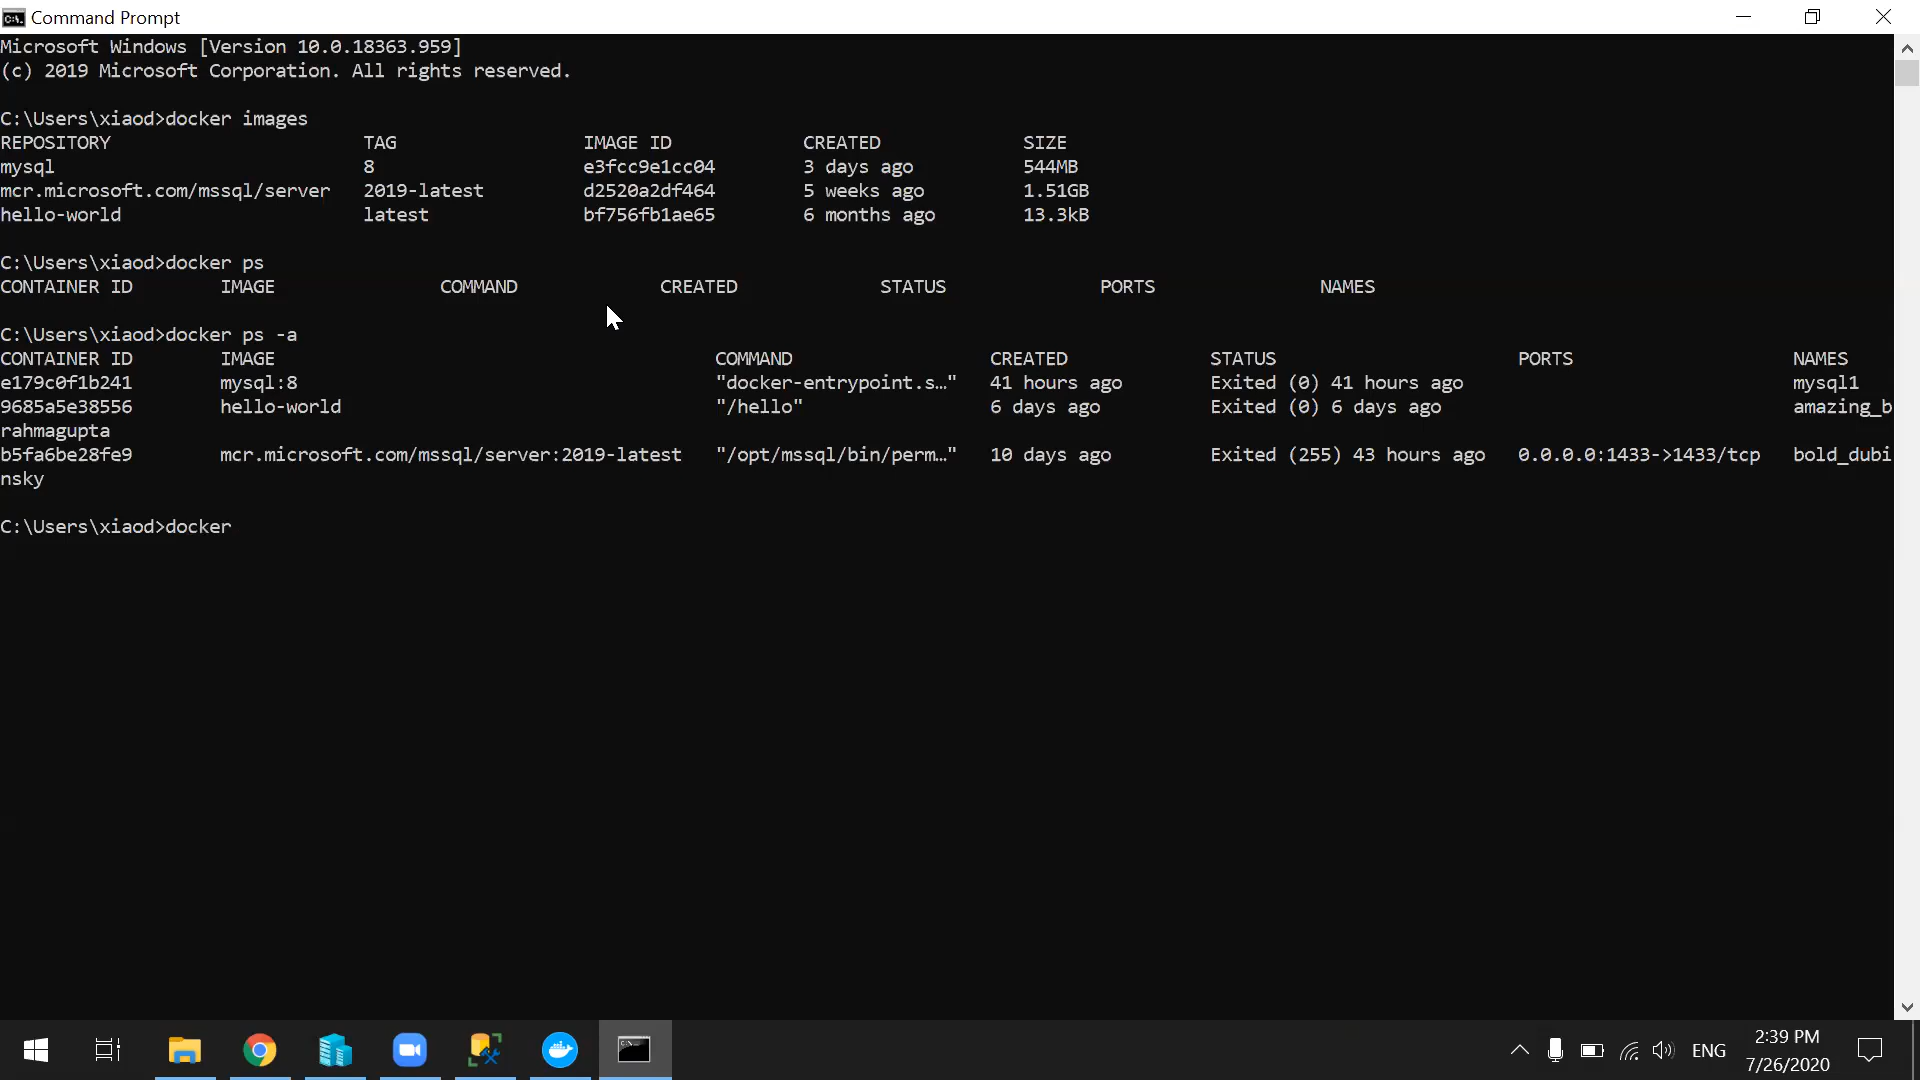 Command Prompt
Microsoft Windows [Version 10.0.18363.959]
(c) 2019 Microsoft Corporation. All rights reserved.
C:\Users\xiaod>docker images
REPOSITORY TAG IMAGE ID CREATED SIZE
mysql 8 e3fcc9e1cc04 3 days ago 544MB
mcr.microsoft.com/mssql/server 2019-latest d2520a2df464 5 weeks ago 1.51GB
hello-world latest bf756fb1ae65 6 months ago 13.3kB
C:\Users\xiaod>docker ps
CONTAINER ID IMAGE COMMAND CREATED STATUS PORTS NAMES
C:\Users\xiaod>docker ps -a
CONTAINER ID IMAGE COMMAND CREATED STATUS PORTS NAMES
e179c0f1b241 mysql:8 "docker-entrypoint.s…" 41 hours ago Exited (0) 41 hours ago mysql1
9685a5e38556 hello-world "/hello" 6 days ago Exited (0) 6 days ago amazing_b
rahmagupta
b5fa6be28fe9 mcr.microsoft.com/mssql/server:2019-latest "/opt/mssql/bin/perm…" 10 days ago Exited (255) 43 hours ago 0.0.0.0:1433->1433/tcp bold_dubi
nsky
C:\Users\xiaod>docker
ENG
2:39 PM
7/26/2020